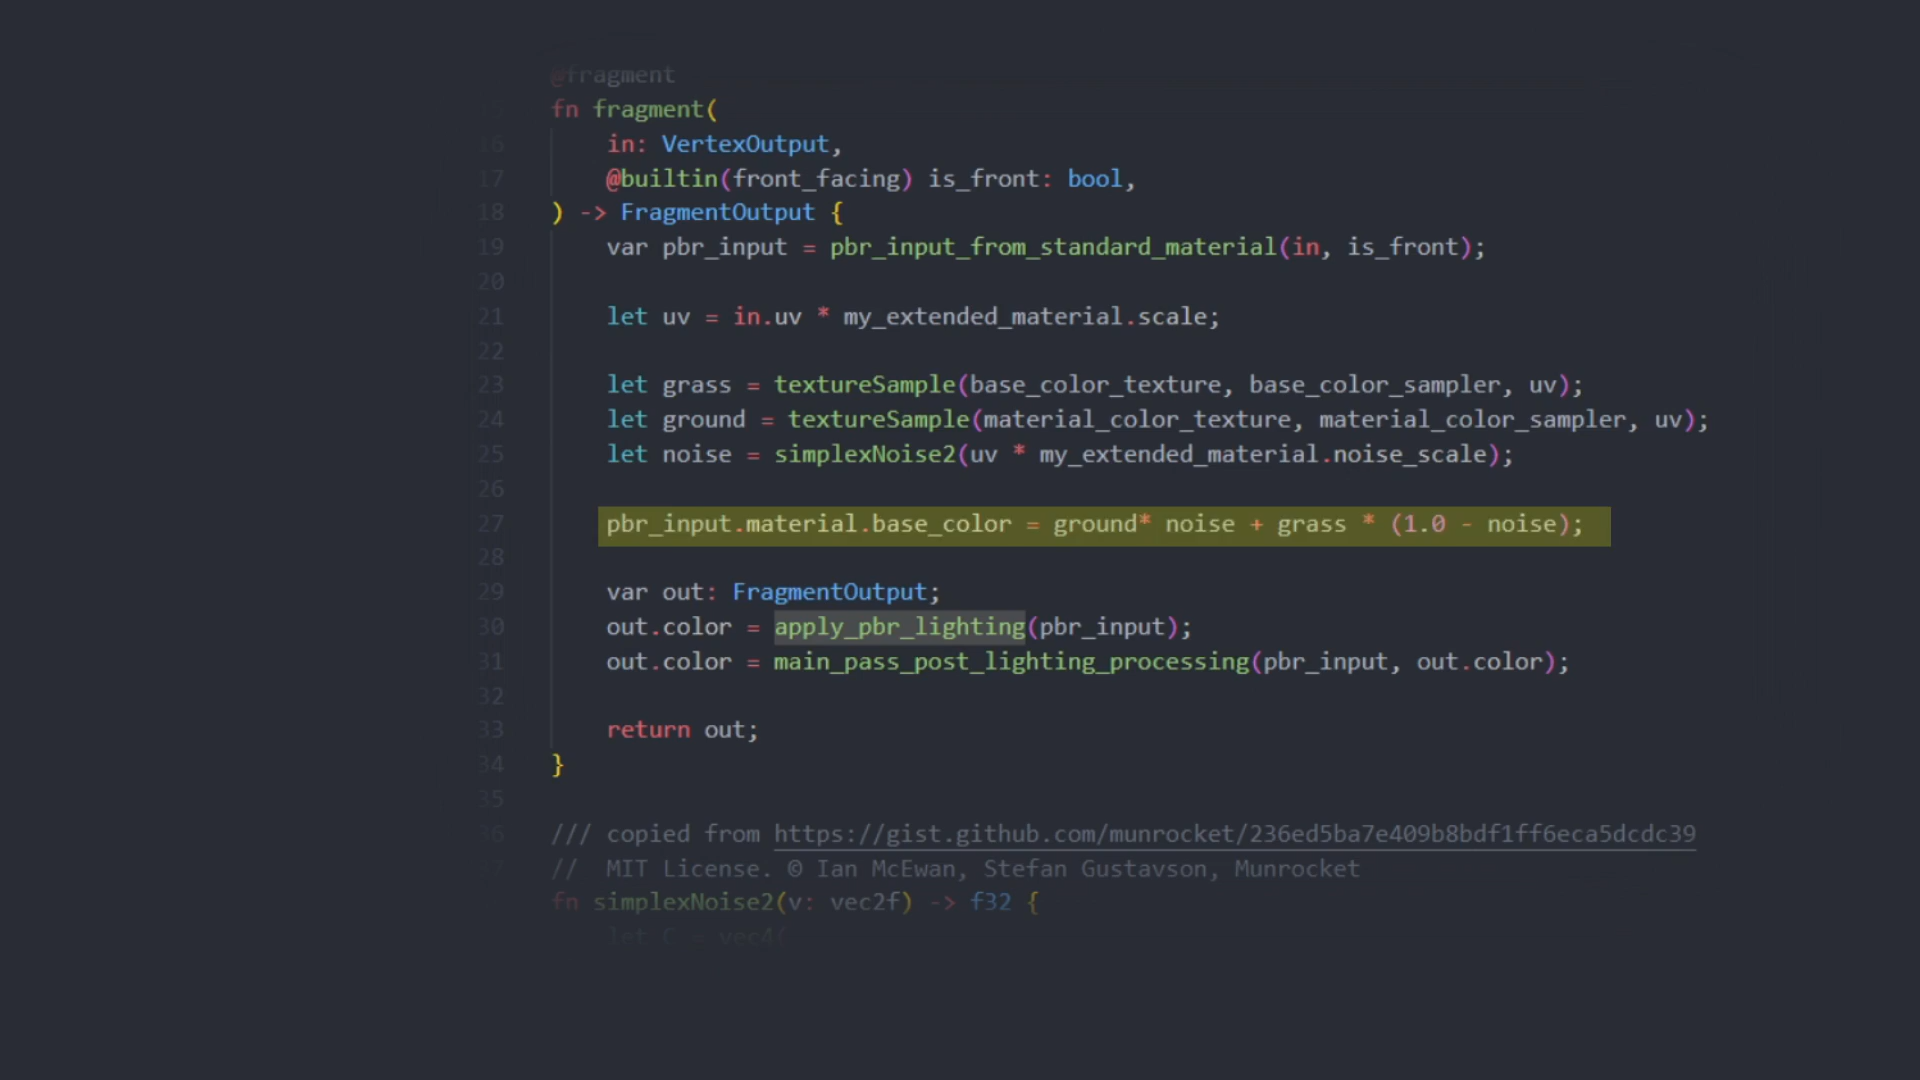 @fragment
15 fn fragment(
16 in: VertexOutput,
17 @builtin(front_facing) is_front: bool,
18 ) -> FragmentOutput {
19 var pbr_input = pbr_input_from_standard_material(in, is_front);
20
21 let uv = in.uv * my_extended_material.scale;
22
23 let grass = textureSample(base_color_texture, base_color_sampler, uv);
24 let ground = textureSample(material_color_texture, material_color_sampler, uv);
25 let noise = simplexNoise2(uv * my_extended_material.noise_scale);
26
27 pbr_input.material.base_color = ground* noise + grass * (1.0 - noise);
28
29 var out: FragmentOutput;
30 out.color = apply_pbr_lighting(pbr_input);
31 out.color = main_pass_post_lighting_processing(pbr_input, out.color);
32
33 return out;
34 }
35
36 /// copied from https://gist.github.com/munrocket/236ed5ba7e409b8bdf1ff6eca5dcdc39
37 // MIT License. © Ian McEwan, Stefan Gustavson, Munrocket
fn simplexNoise2(v: vec2f) -> f32 {
let C = vec4(